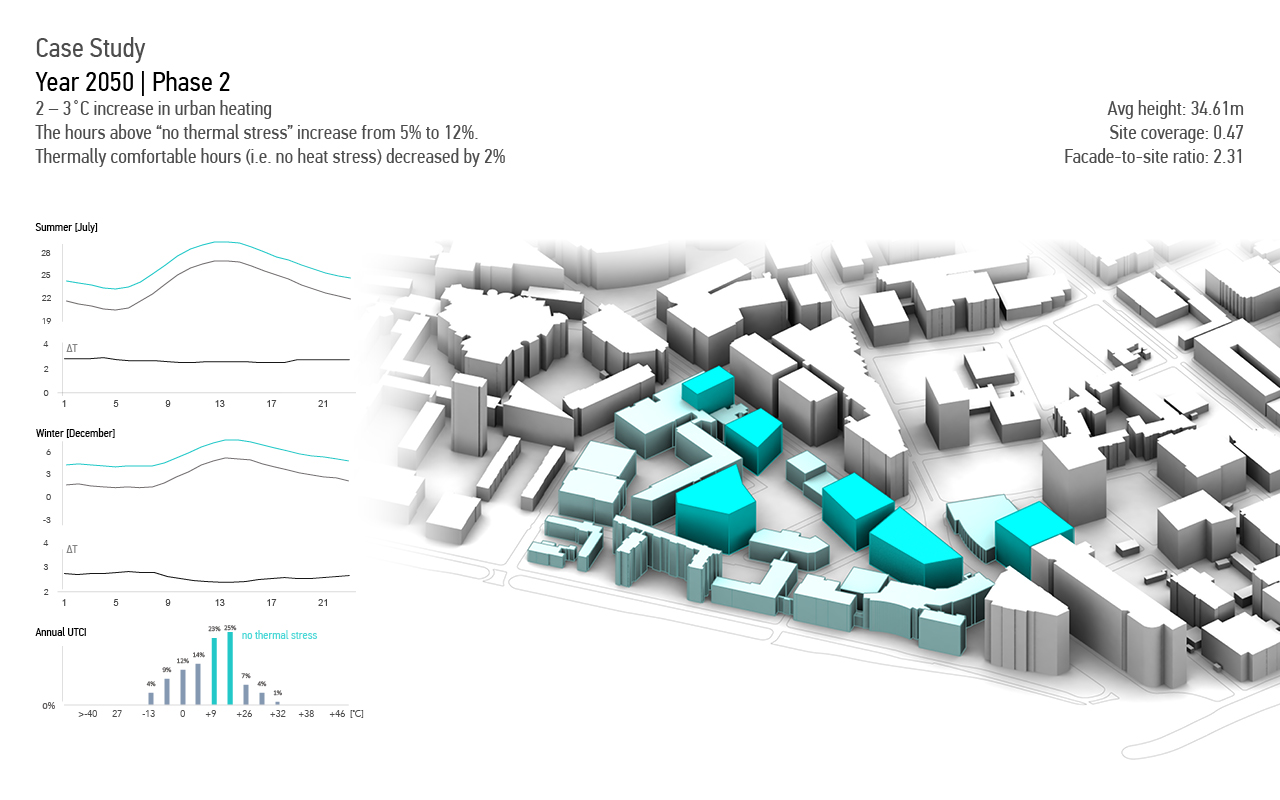 Case Study
Year 2050 | Phase 2
2 – 3˚C increase in urban heating
The hours above “no thermal stress” increase from 5% to 12%.
Thermally comfortable hours (i.e. no heat stress) decreased by 2%
Avg height: 34.61m
Site coverage: 0.47
Facade-to-site ratio: 2.31
Summer [July]
28
25
22
19
4
ΔT
2
0
1 5 9 13 17 21
Winter [December]
6
3
0
-3
4
ΔT
3
2
1 5 9 13 17 21
Annual UTCI
4% 9% 12% 14% 23% 25% 7% 4% 1%
no thermal stress
0%
>-40 27 -13 0 +9 +26 +32 +38 +46 [°C]